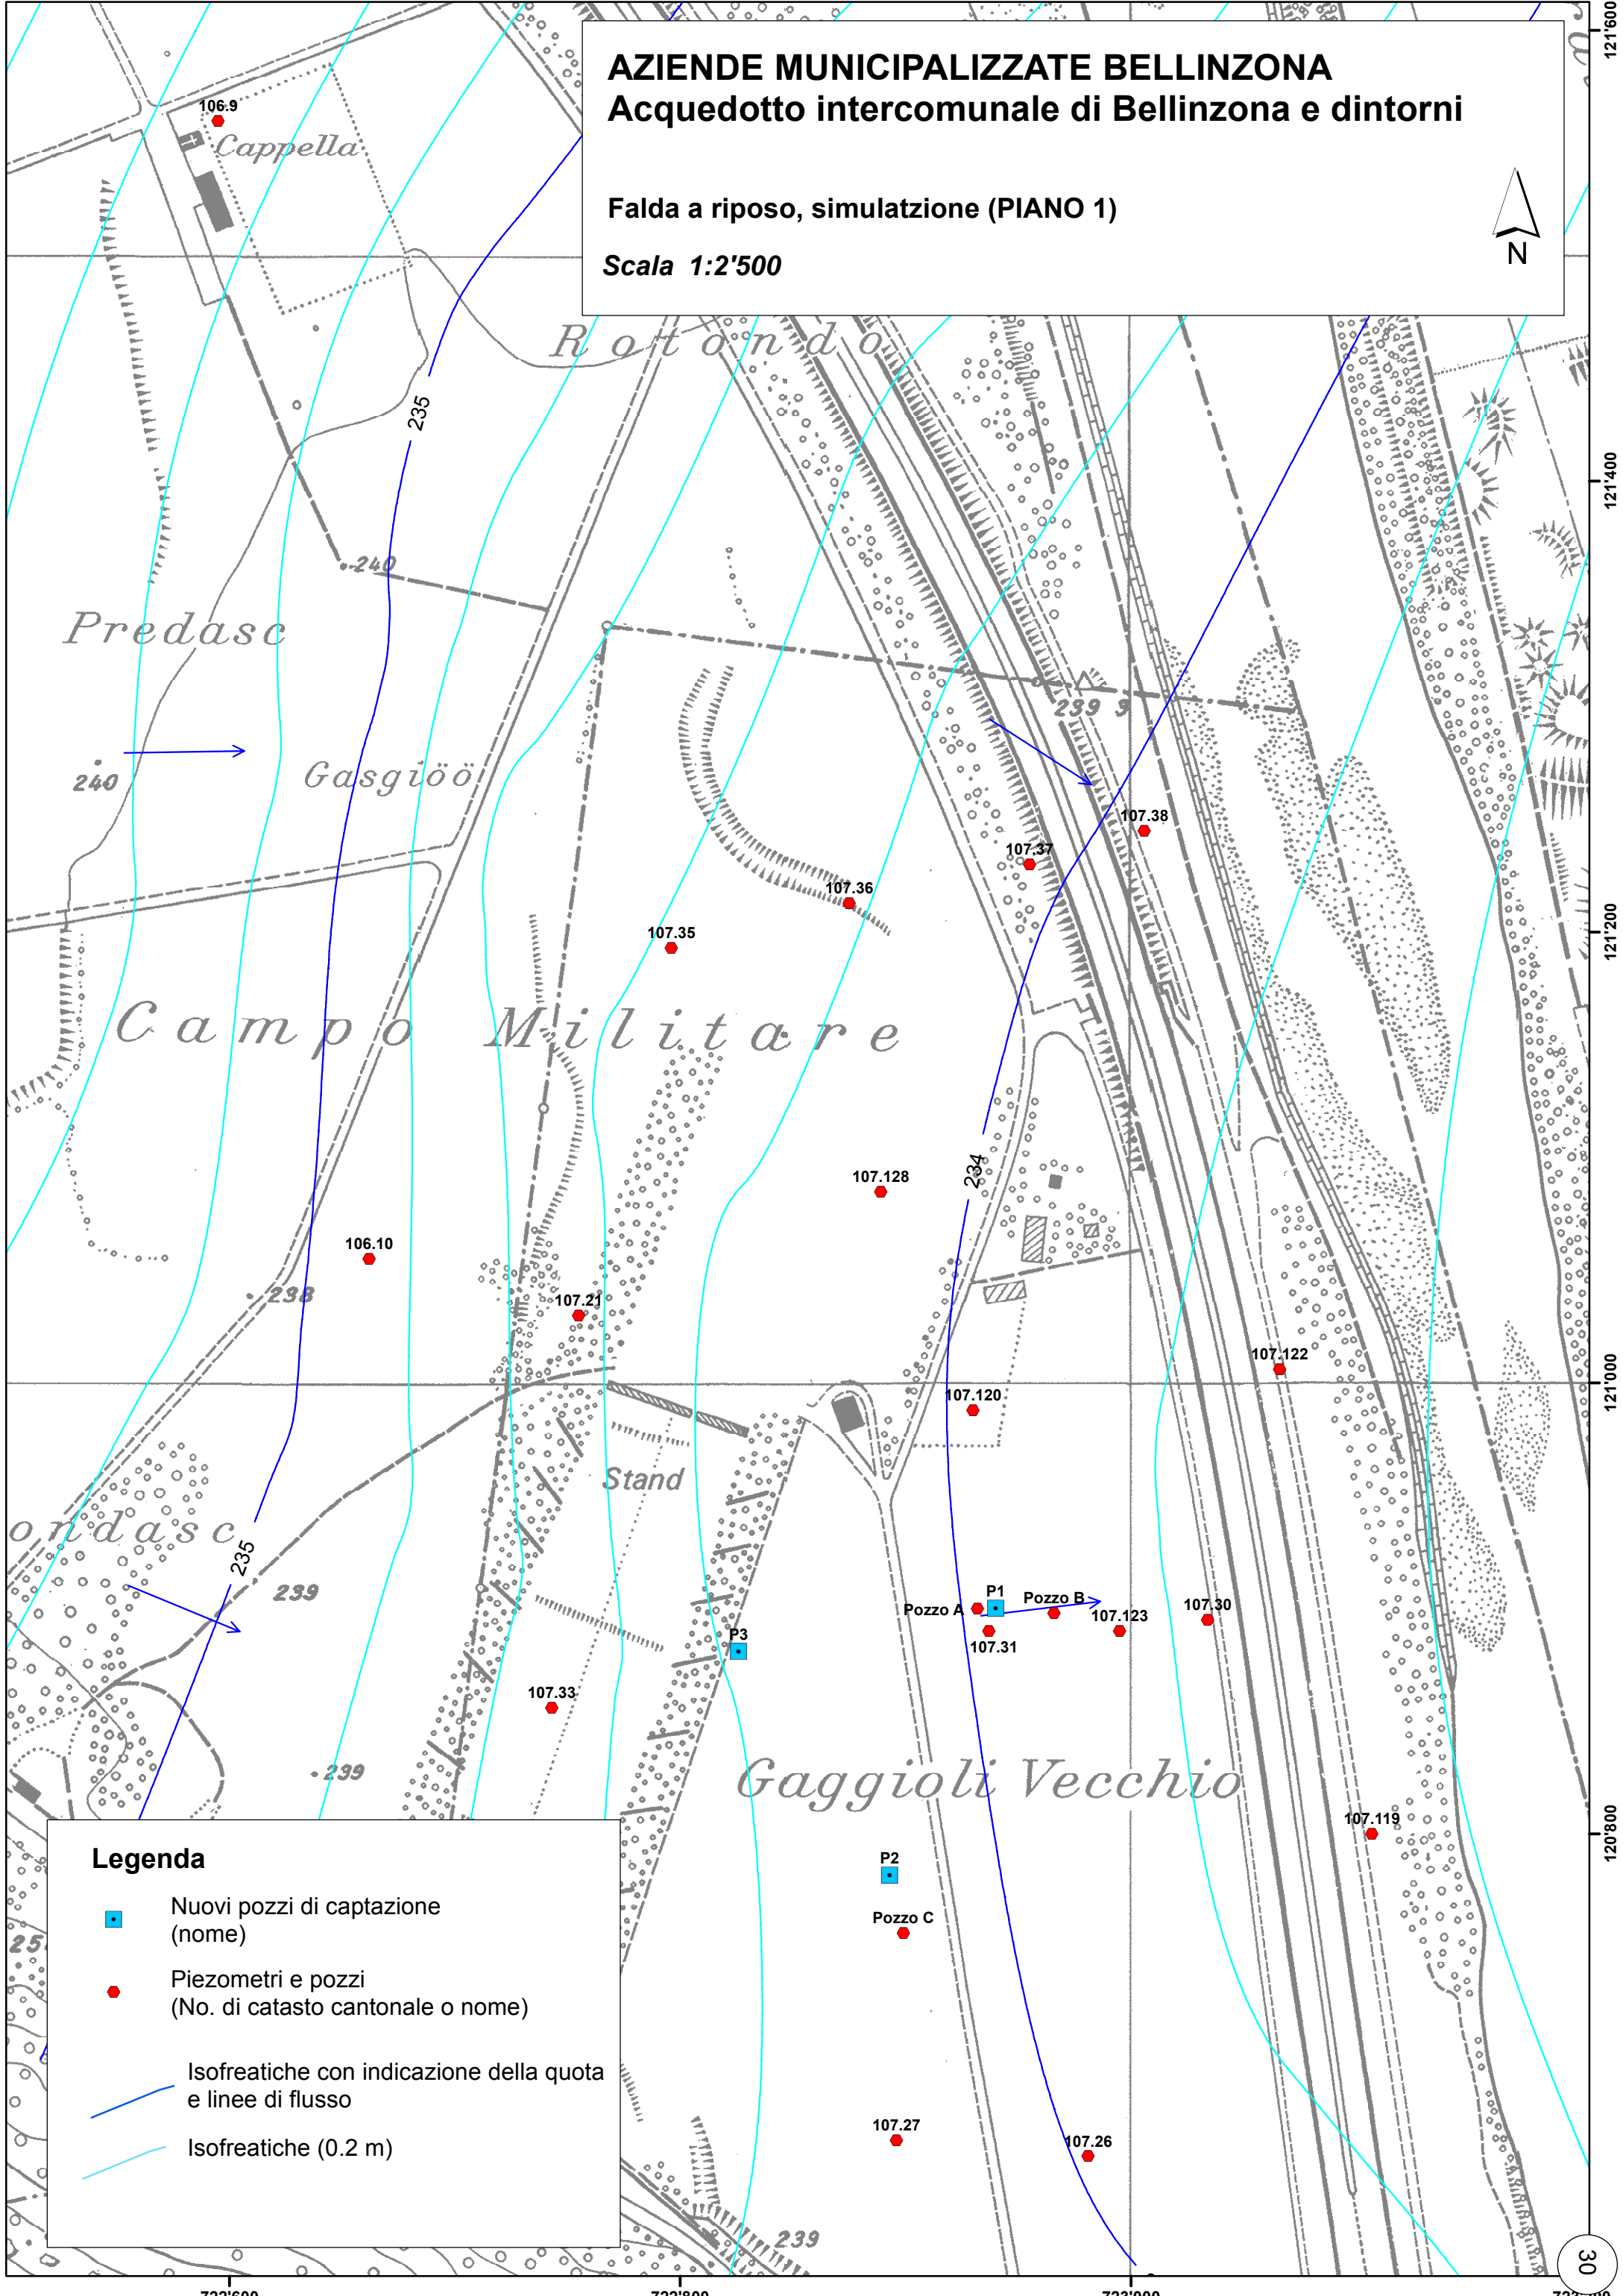 AZIENDE MUNICIPALIZZATE BELLINZONA
Acquedotto intercomunale di Bellinzona e dintorni
Falda a riposo, simulatzione (PIANO 1)
Scala 1:2'500
N
121'600
106.9
Cappella
Rotondo
235
121'400
240
Predasc
239 3
240
Gasgiöö
107.38
107.37
107.36
107.35
121'200
Campo Militare
234
107.128
106.10
238
107.21
107.122
121'000
107.120
Stand
ondasc
235
239
P1
Pozzo A
Pozzo B
107.30
107.123
107.31
P3
107.33
239
Gaggioli Vecchio
107.119
120'800
P2
Pozzo C
Legenda
Nuovi pozzi di captazione
(nome)
25
Piezometri e pozzi
(No. di catasto cantonale o nome)
Isofreatiche con indicazione della quota
e linee di flusso
Isofreatiche (0.2 m)
107.27
107.26
239
30